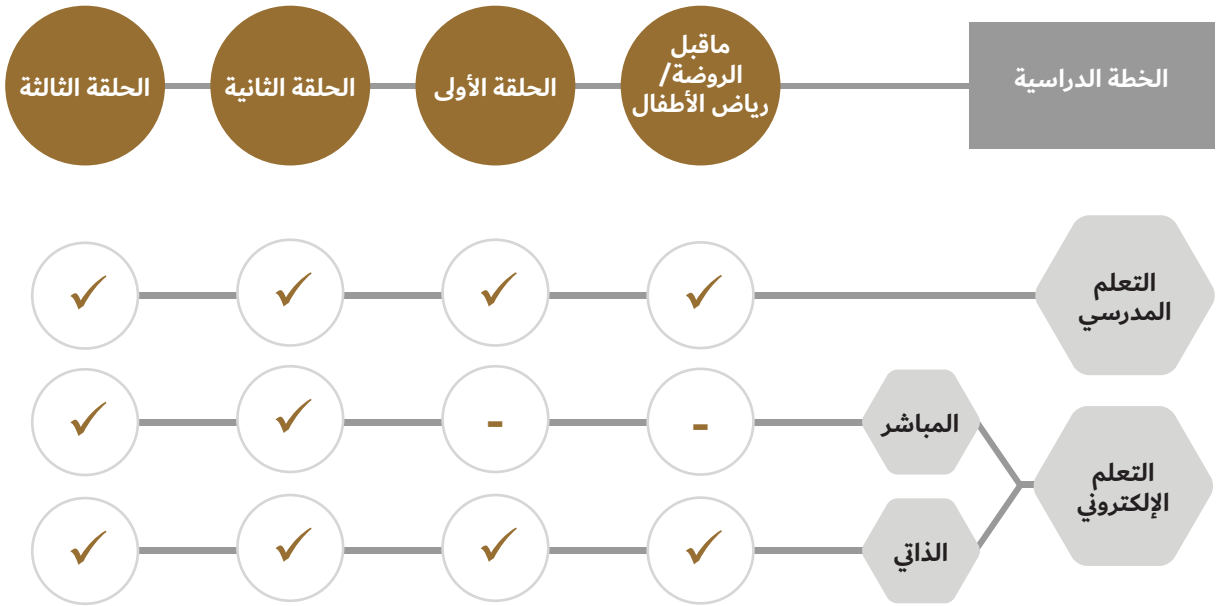 الخطة الدراسية
ماقبل
الروضة/
رياض الأطفال
الحلقة الأولى
الحلقة الثانية
الحلقة الثالثة
التعلم
المدرسي
✓
✓
✓
✓
التعلم
الإلكتروني
المباشر
-
-
✓
✓
الذاتي
✓
✓
✓
✓